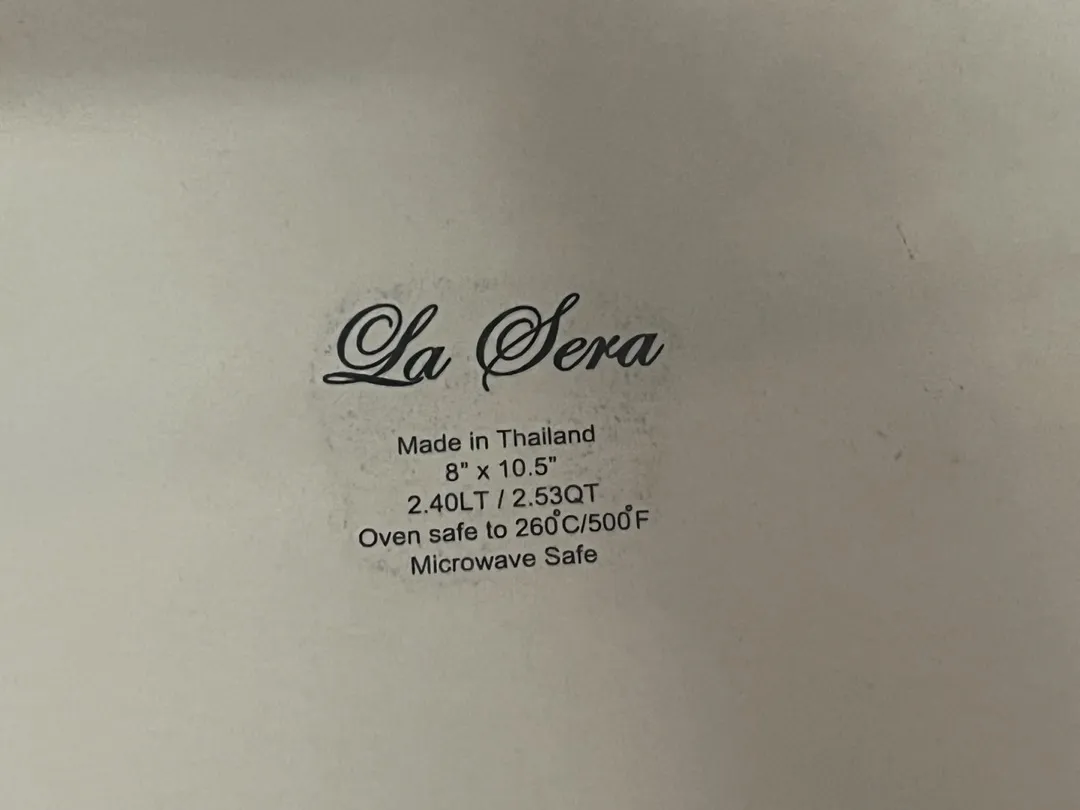 La Sera
Made in Thailand
8" x 10.5"
2.40LT / 2.53QT
Oven safe to 260°C/500°F
Microwave Safe